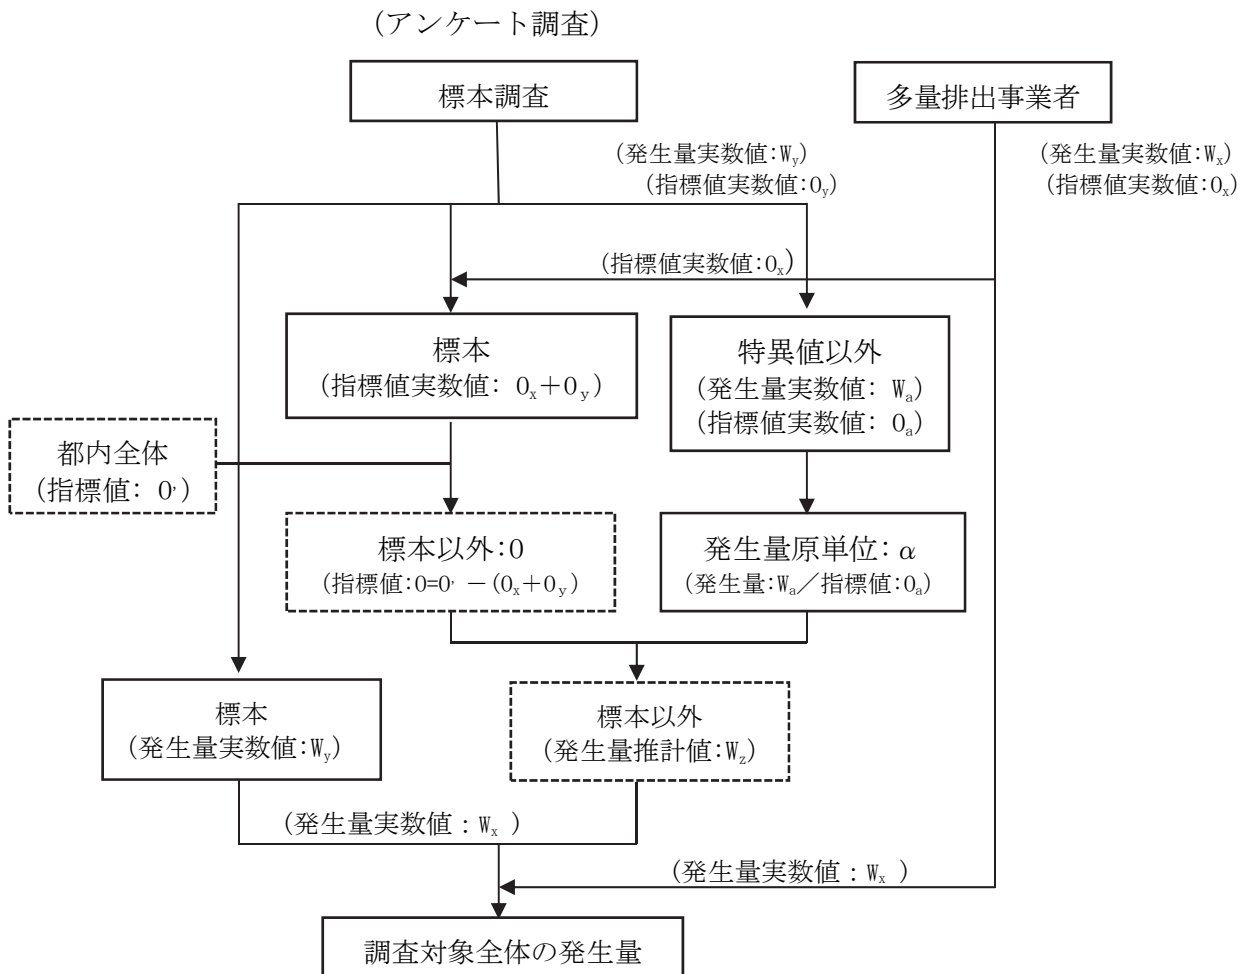 (アンケート調査)
標本調査
多量排出事業者
(発生量実数値:Wy)
(指標値実数値:Oy)
(発生量実数値:Wx)
(指標値実数値:Ox)
(指標値実数値:Ox)
標本
(指標値実数値: Ox+Oy)
特異値以外
(発生量実数値: Wa)
(指標値実数値: Oa)
都内全体
(指標値: O’)
標本以外:O
(指標値:O=O’ -(Ox+Oy)
発生量原単位:α
(発生量:Wa/指標値:Oa)
標本
(発生量実数値:Wy)
標本以外
(発生量推計値:Wz)
(発生量実数値:Wx )
(発生量実数値:Wx )
調査対象全体の発生量